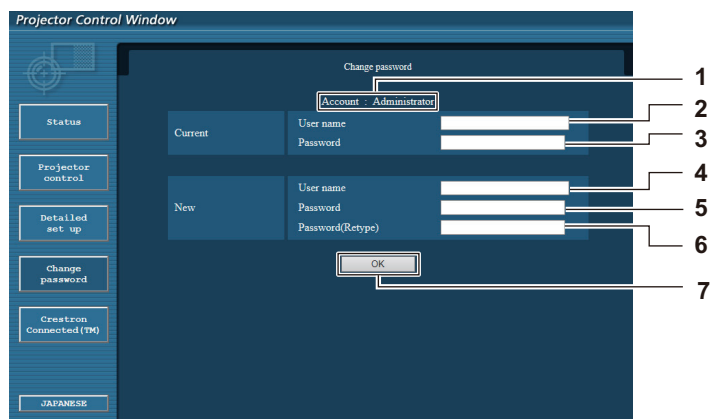 Projector Control Window
Change password
Account : Administrator
1
Current
User name
2
Password
3
New
User name
4
Password
5
Password(Retype)
6
OK
7
Status
Projector
control
Detailed
set up
Change
password
Crestron
Connected(TM)
JAPANESE